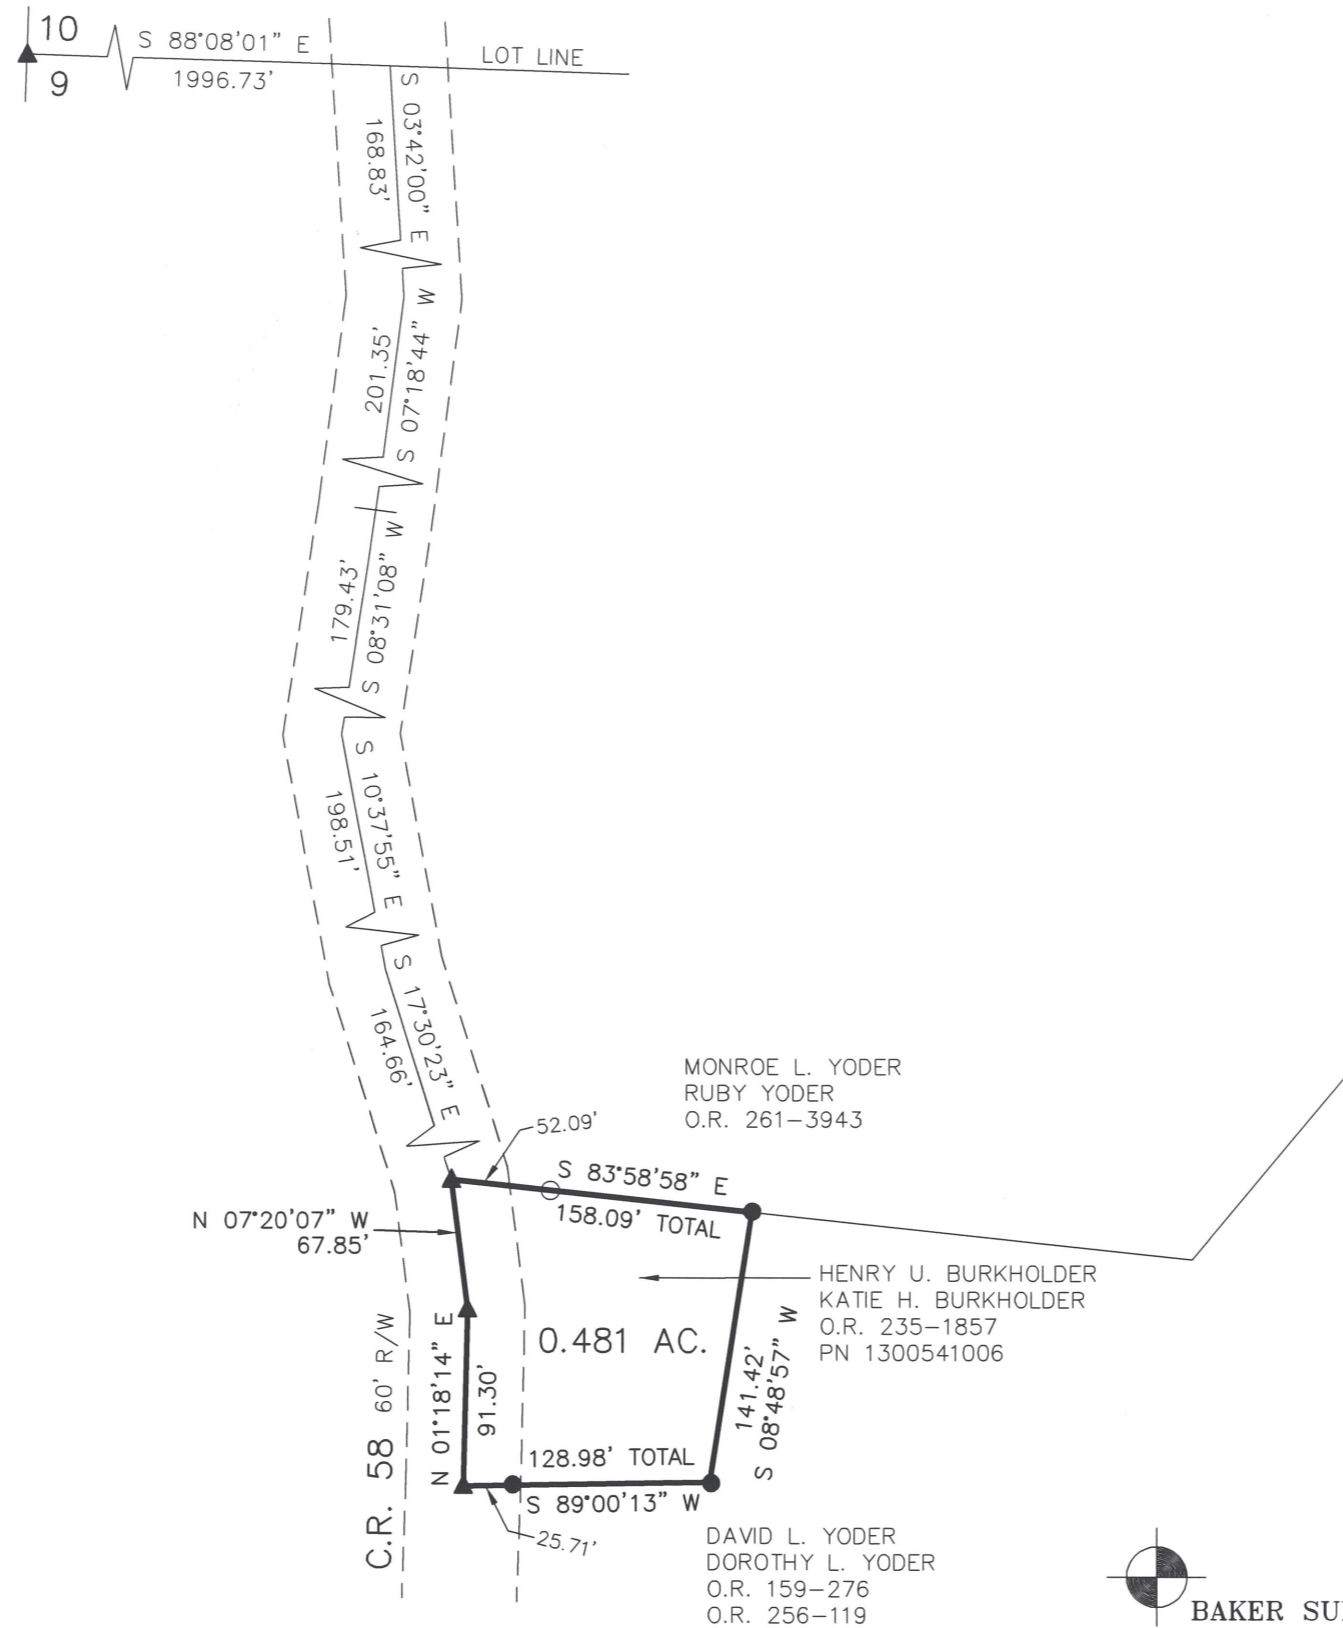 10
9
S 88°08'01" E
1996.73'
LOT LINE
S 03°42'00" E
168.83'
S 07°18'44" W
201.35'
S 08°31'08" W
179.43'
S 10°37'55" E
198.51'
S 17°30'23" E
164.66'
MONROE L. YODER
RUBY YODER
O.R. 261-3943
52.09'
S 83°58'58" E
158.09' TOTAL
N 07°20'07" W
67.85'
HENRY U. BURKHOLDER
KATIE H. BURKHOLDER
O.R. 235-1857
PN 1300541006
0.481 AC.
141.42'
S 08°48'57" W
N 01°18'14" E
91.30'
C.R. 58 60' R/W
128.98' TOTAL
S 89°00'13" W
25.71'
DAVID L. YODER
DOROTHY L. YODER
O.R. 159-276
O.R. 256-119
BAKER